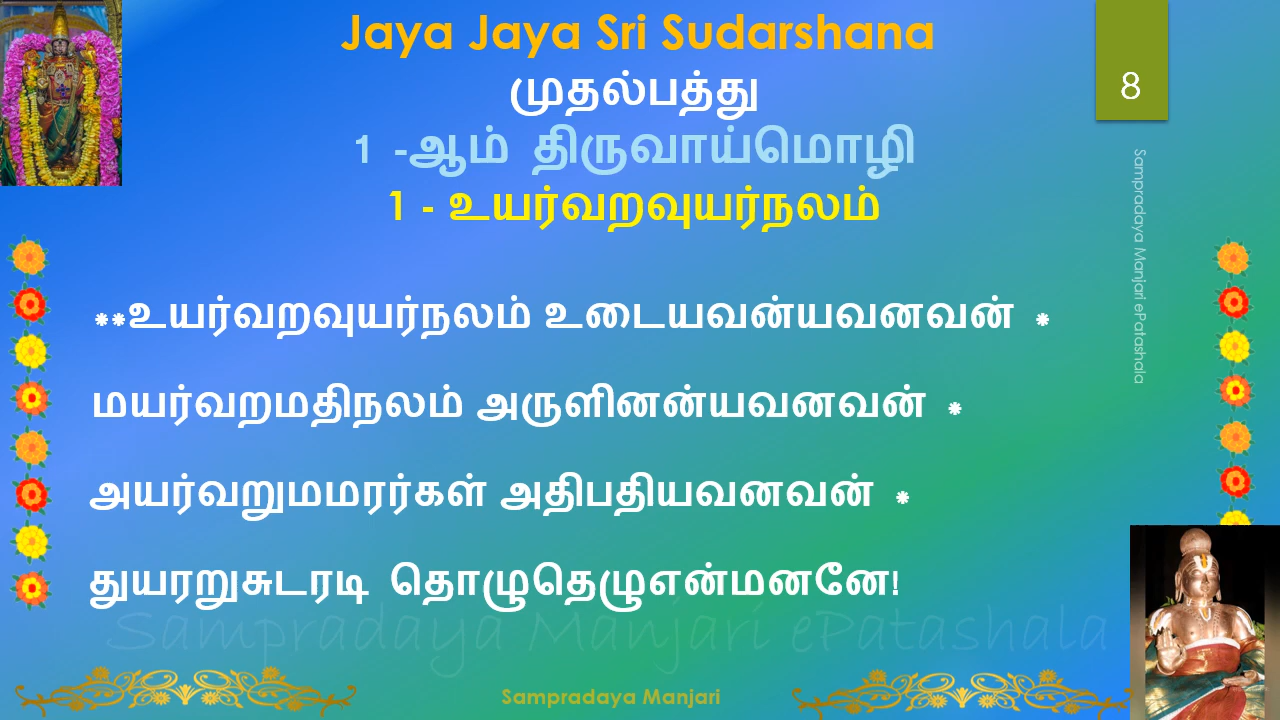 Jaya Jaya Sri Sudarshana
முதல்பத்து
8
1 -ஆம் திருவாய்மொழி
1 - உயர்வறவுயர்நலம்
Sampradaya Manjari ePatashala
**உயர்வறவுயர்நலம் உடையவன்யவனவன் *
மயர்வறமதிநலம் அருளினன்யவனவன் *
அயர்வறுமமரர்கள் அதிபதியவனவன் *
துயரறுசுடரடி தொழுதெழுஎன்மனனே!
Sampradaya Manjari ePatashala
Sampradaya Manjari